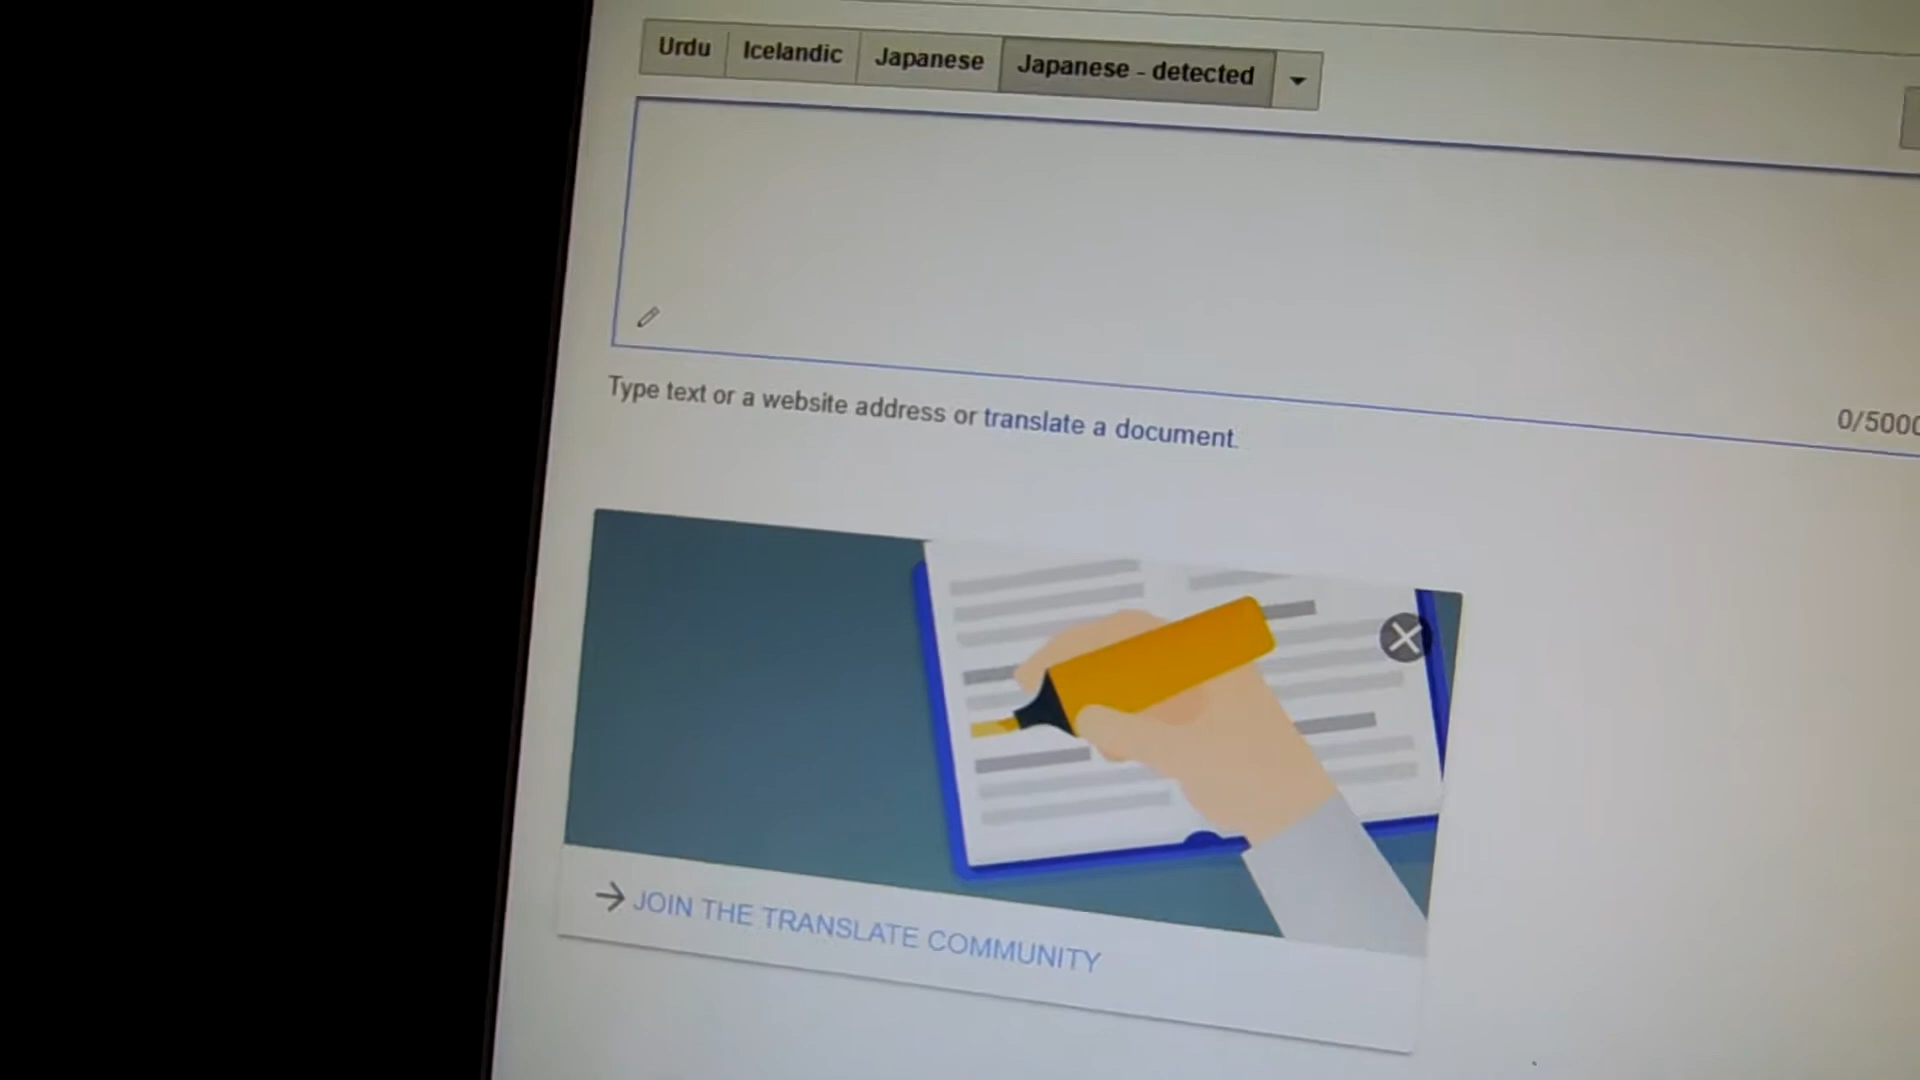 Urdu Icelandic Japanese Japanese - detected
Type text or a website address or translate a document.
0/5000
JOIN THE TRANSLATE COMMUNITY